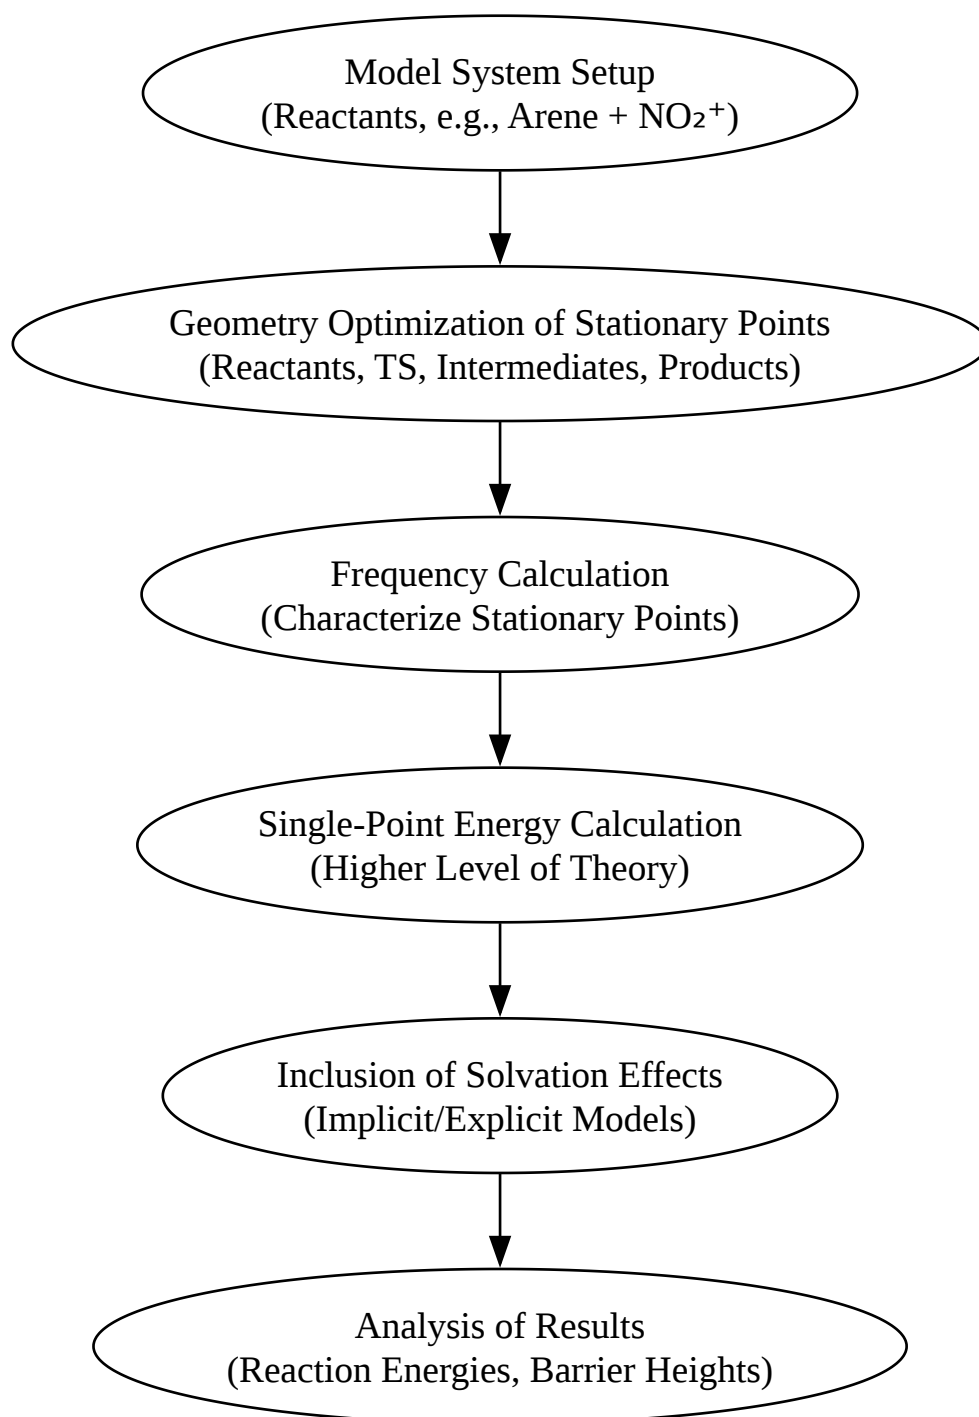 Model System Setup
(Reactants, e.g., Arene + NO₂⁺)
Geometry Optimization of Stationary Points
(Reactants, TS, Intermediates, Products)
Frequency Calculation
(Characterize Stationary Points)
Single-Point Energy Calculation
(Higher Level of Theory)
Inclusion of Solvation Effects
(Implicit/Explicit Models)
Analysis of Results
(Reaction Energies, Barrier Heights)